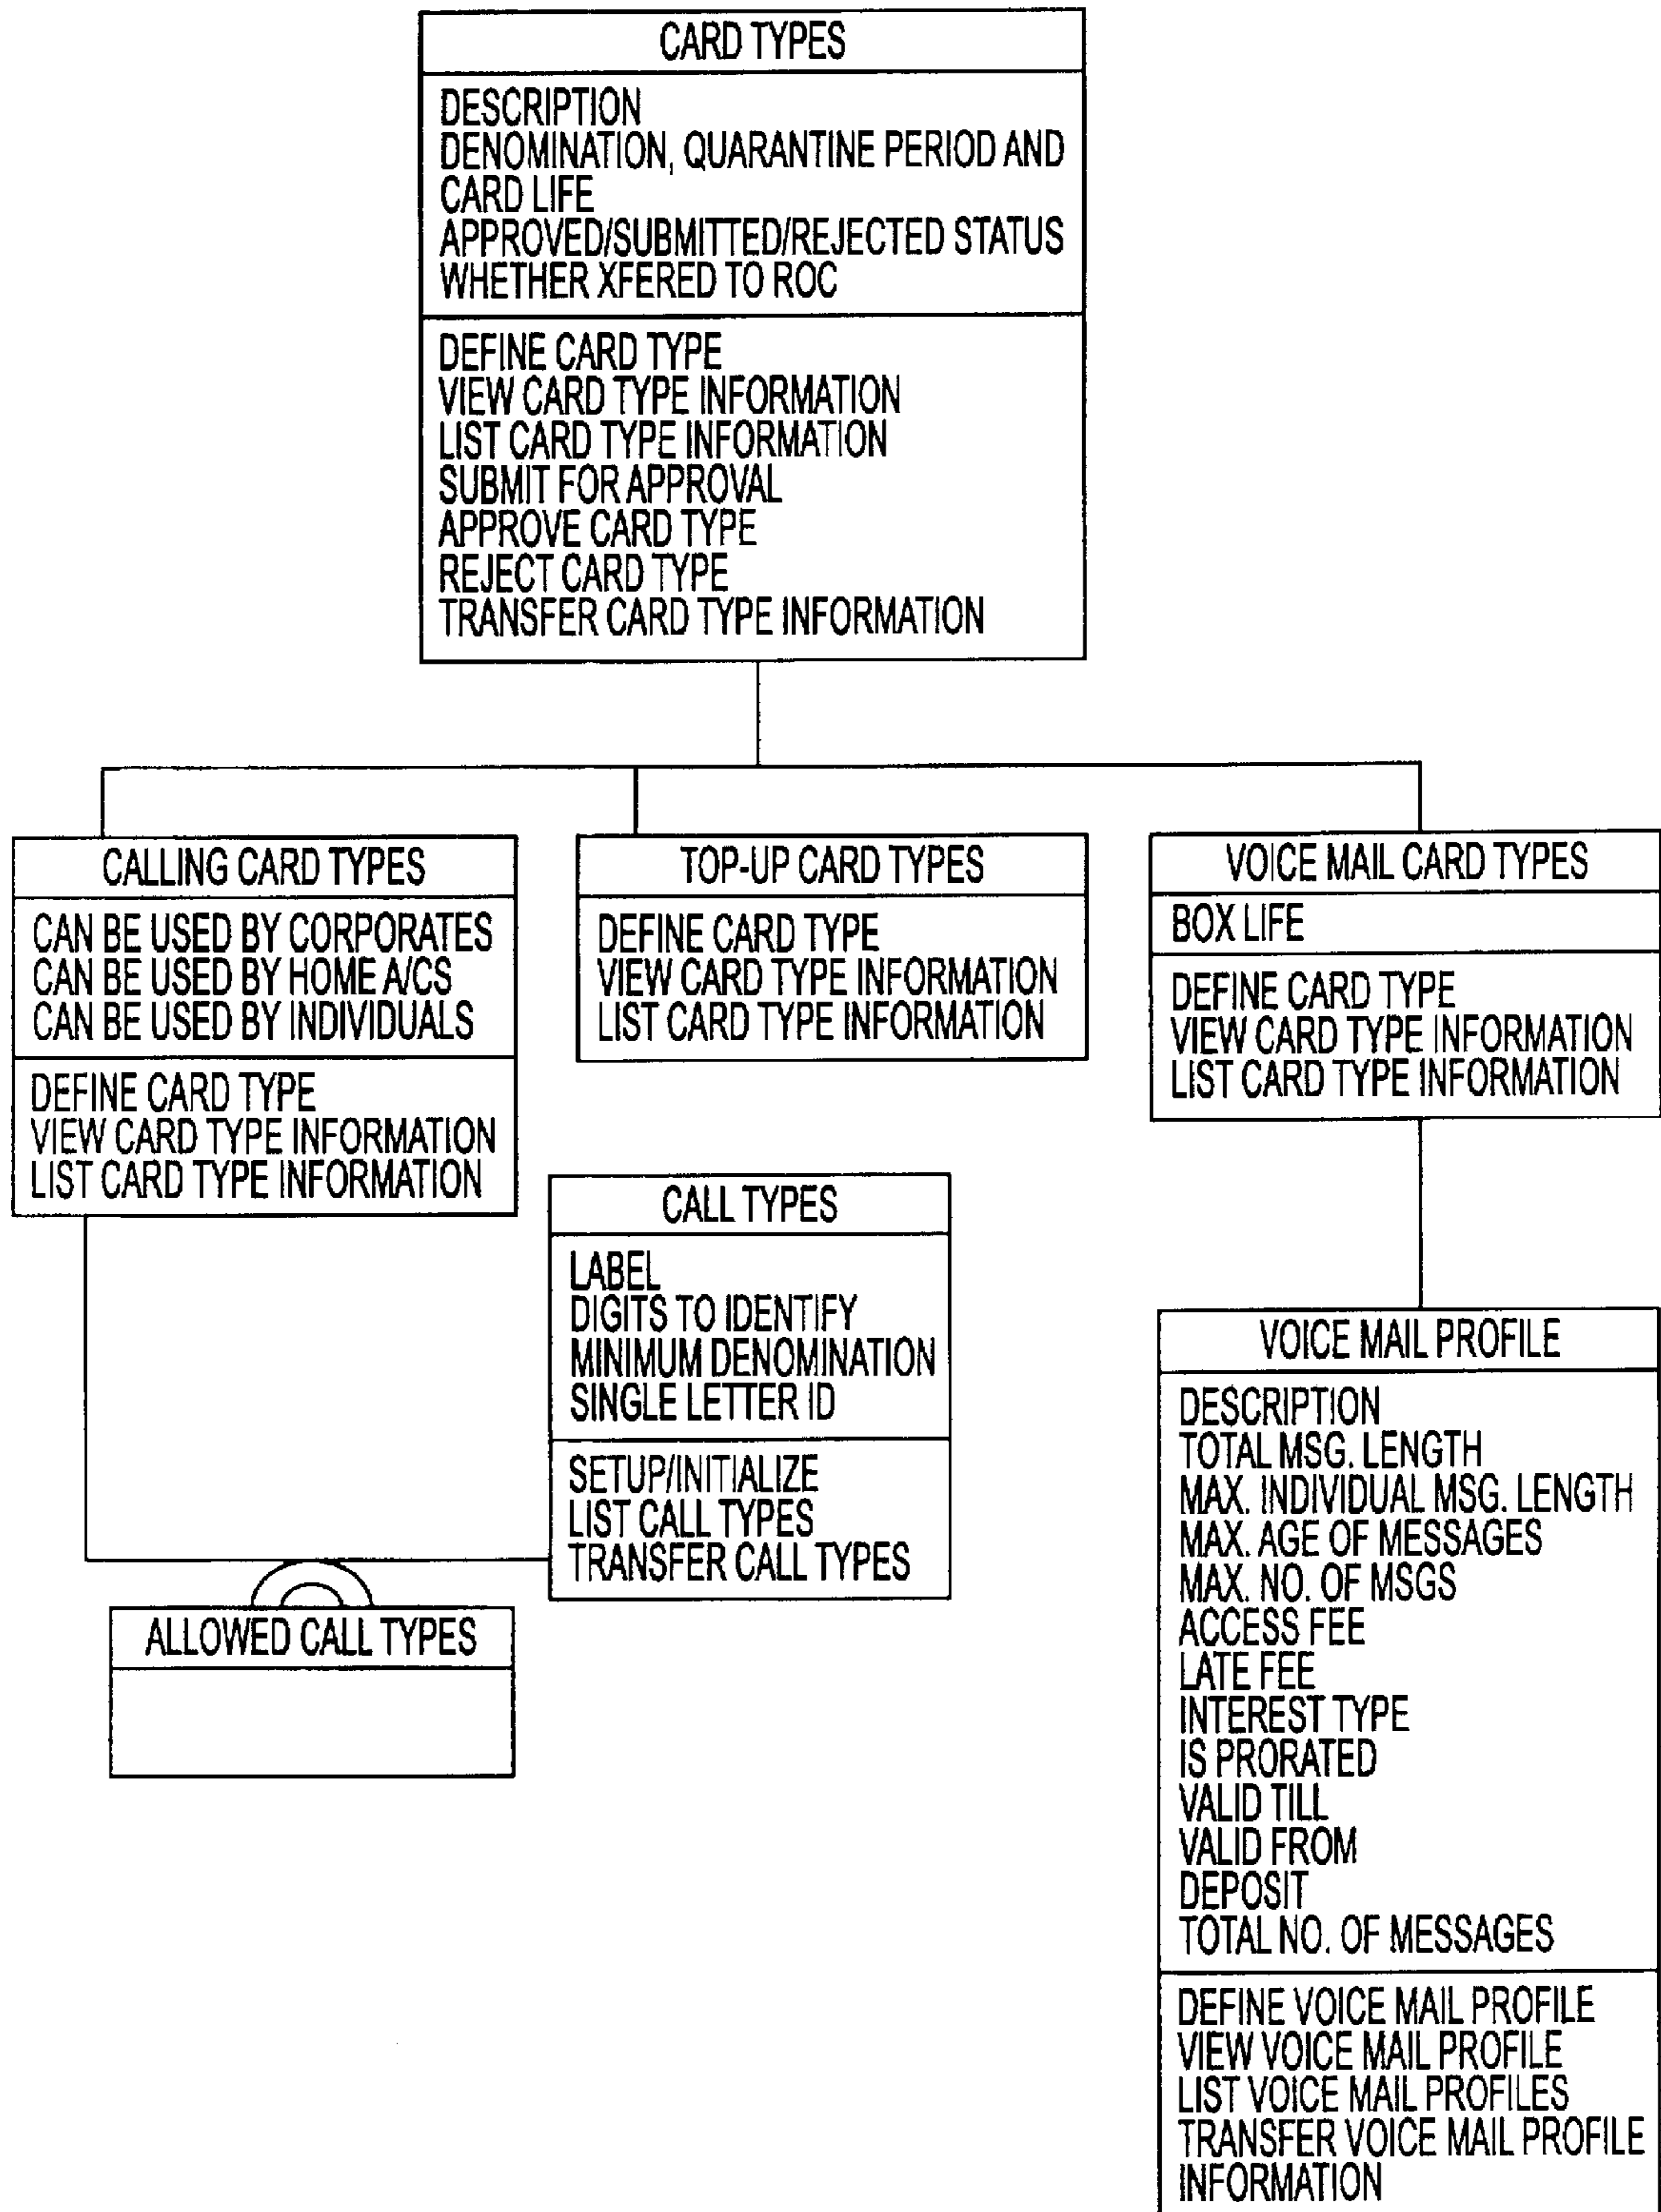 CARD TYPES
DESCRIPTION
DENOMINATION, QUARANTINE PERIOD AND
CARD LIFE
APPROVED/SUBMITTED/REJECTED STATUS
WHETHER XFERED TO ROC
DEFINE CARD TYPE
VIEW CARD TYPE INFORMATION
LIST CARD TYPE INFORMATION
SUBMIT FOR APPROVAL
APPROVE CARD TYPE
REJECT CARD TYPE
TRANSFER CARD TYPE INFORMATION
CALLING CARD TYPES
CAN BE USED BY CORPORATES
CAN BE USED BY HOME A/CS
CAN BE USED BY INDIVIDUALS
DEFINE CARD TYPE
VIEW CARD TYPE INFORMATION
LIST CARD TYPE INFORMATION
TOP-UP CARD TYPES
DEFINE CARD TYPE
VIEW CARD TYPE INFORMATION
LIST CARD TYPE INFORMATION
VOICE MAIL CARD TYPES
BOX LIFE
DEFINE CARD TYPE
VIEW CARD TYPE INFORMATION
LIST CARD TYPE INFORMATION
CALL TYPES
LABEL
DIGITS TO IDENTIFY
MINIMUM DENOMINATION
SINGLE LETTER ID
SETUP/INITIALIZE
LIST CALL TYPES
TRANSFER CALL TYPES
ALLOWED CALL TYPES
VOICE MAIL PROFILE
DESCRIPTION
TOTAL MSG. LENGTH
MAX. INDIVIDUAL MSG. LENGTH
MAX. AGE OF MESSAGES
MAX. NO. OF MSGS
ACCESS FEE
LATE FEE
INTEREST TYPE
IS PRORATED
VALID TILL
VALID FROM
DEPOSIT
TOTAL NO. OF MESSAGES
DEFINE VOICE MAIL PROFILE
VIEW VOICE MAIL PROFILE
LIST VOICE MAIL PROFILES
TRANSFER VOICE MAIL PROFILE
INFORMATION